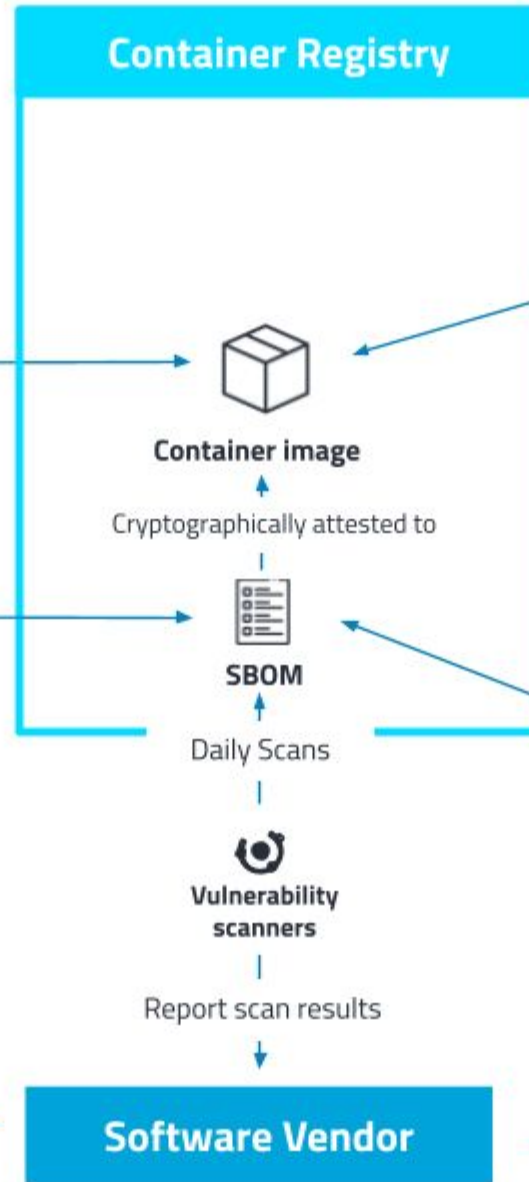 Container Registry
Container image
Cryptographically attested to
SBOM
Daily Scans
Vulnerability
scanners
Report scan results
Software Vendor